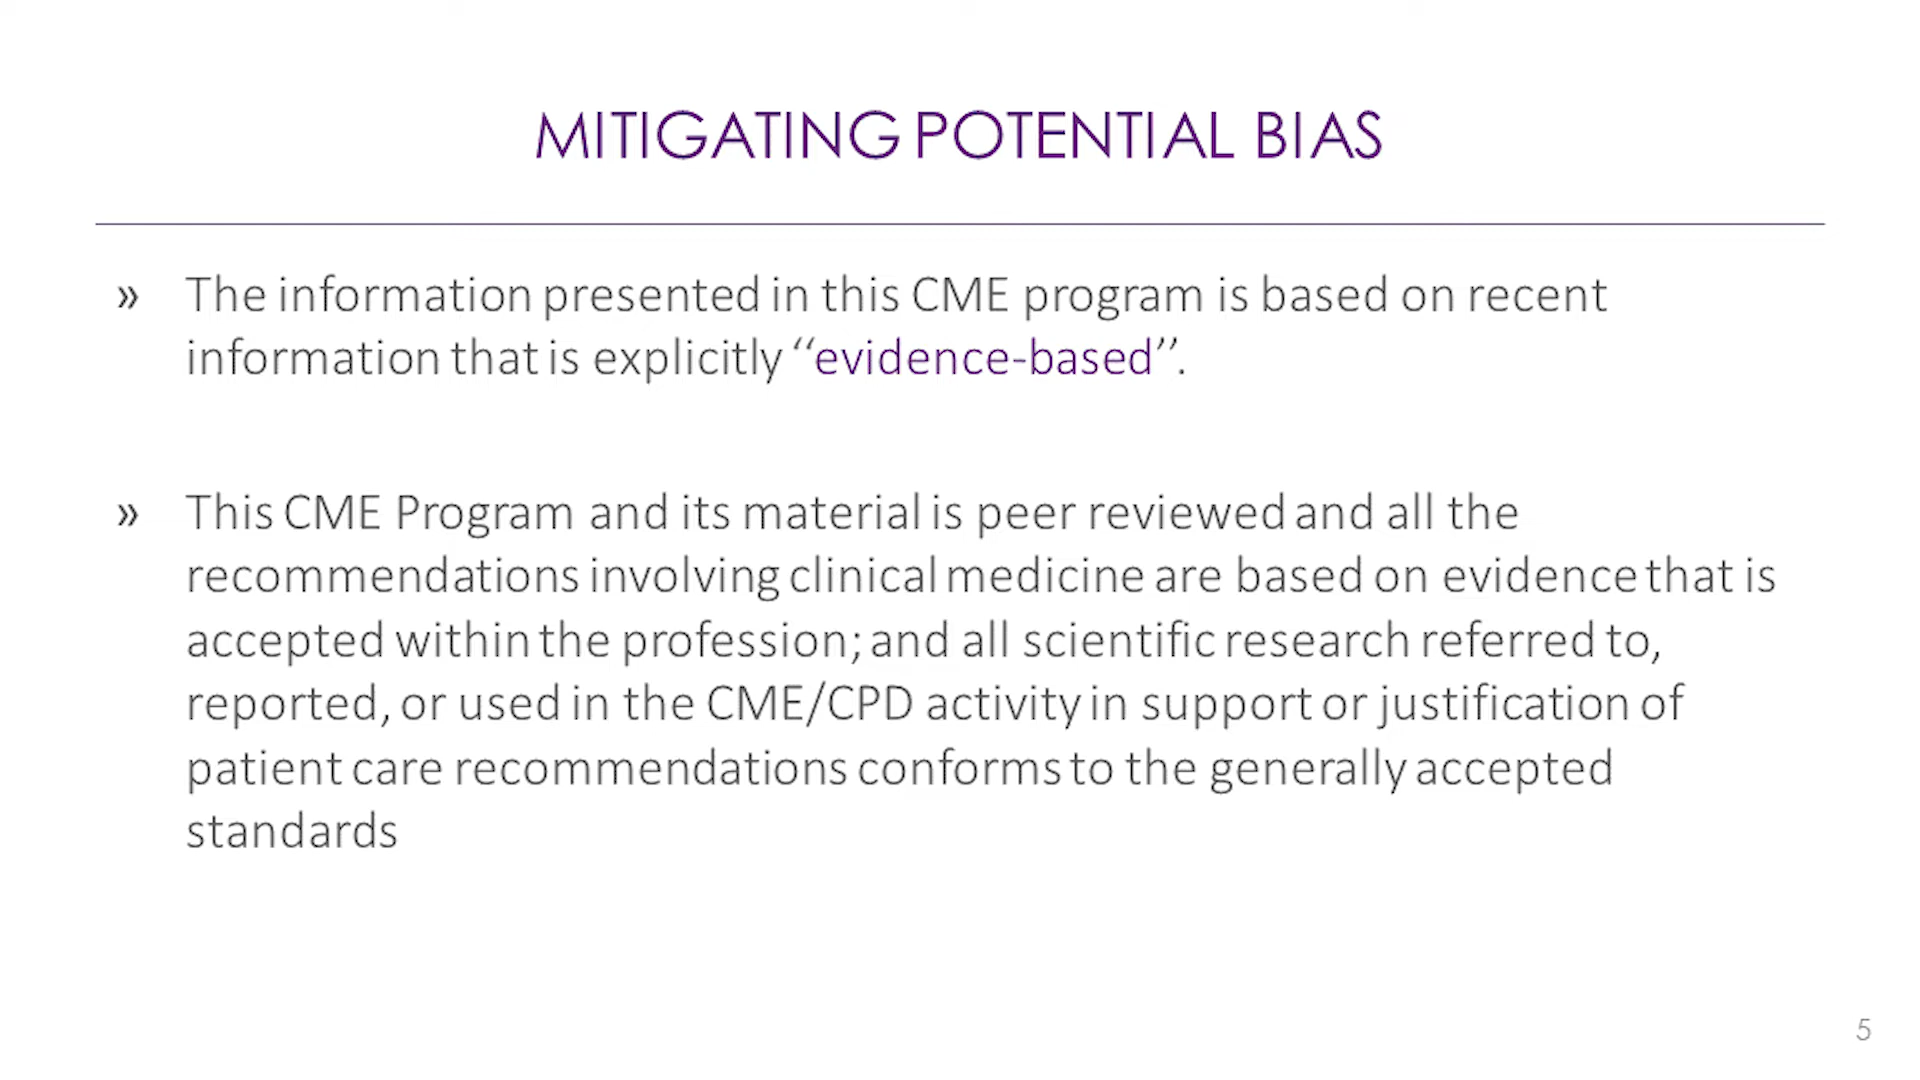 MITIGATING POTENTIAL BIAS
» The information presented in this CME program is based on recent
information that is explicitly ‘‘evidence-based’’.
» This CME Program and its material is peer reviewed and all the
recommendations involving clinical medicine are based on evidence that is
accepted within the profession; and all scientific research referred to,
reported, or used in the CME/CPD activity in support or justification of
patient care recommendations conforms to the generally accepted
standards
5